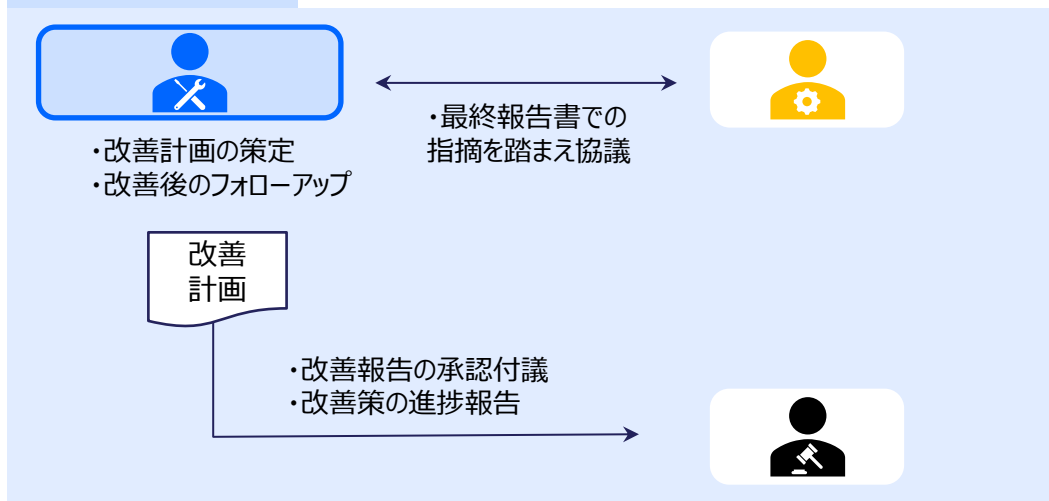 ・最終報告書での
指摘を踏まえ協議
・改善計画の策定
・改善後のフォローアップ
改善
計画
・改善報告の承認付議
・改善策の進捗報告